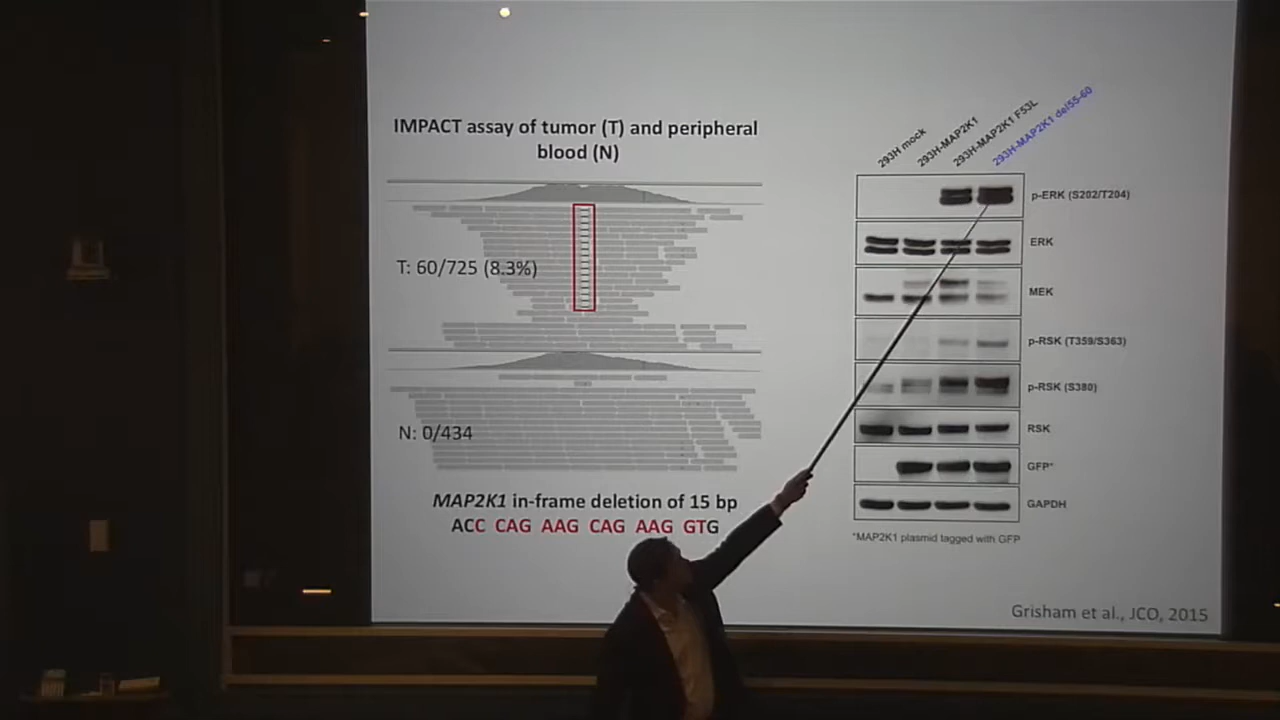 IMPACT assay of tumor (T) and peripheral
blood (N)
T: 60/725 (8.3%)
N: 0/434
MAP2K1 in-frame deletion of 15 bp
ACC CAG AAG CAG AAG GTG
293H mock
293H-MAP2K1
293H-MAP2K1 F53L
293H-MAP2K1 del55-60
p-ERK (S202/T204)
ERK
MEK
p-RSK (T359/S363)
p-RSK (S380)
RSK
GFP*
GAPDH
*MAP2K1 plasmid tagged with GFP
Grisham et al., JCO, 2015